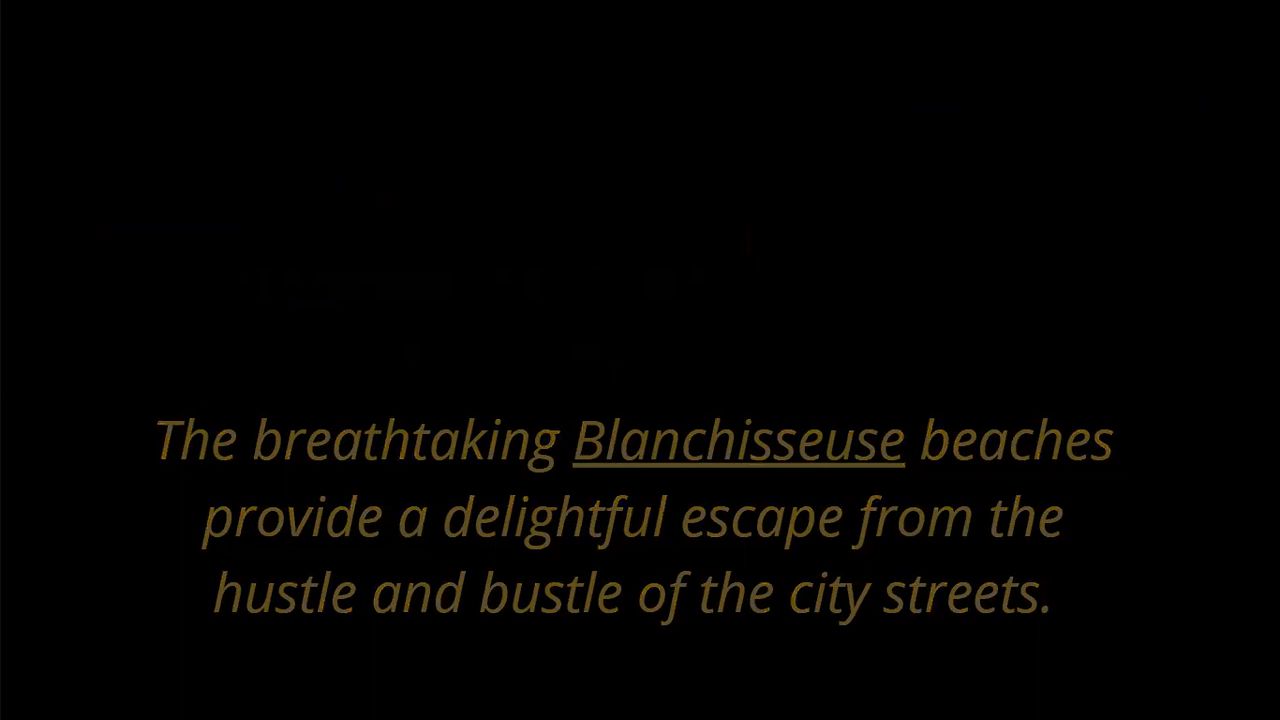 The breathtaking Blanchisseuse beaches
provide a delightful escape from the
hustle and bustle of the city streets.